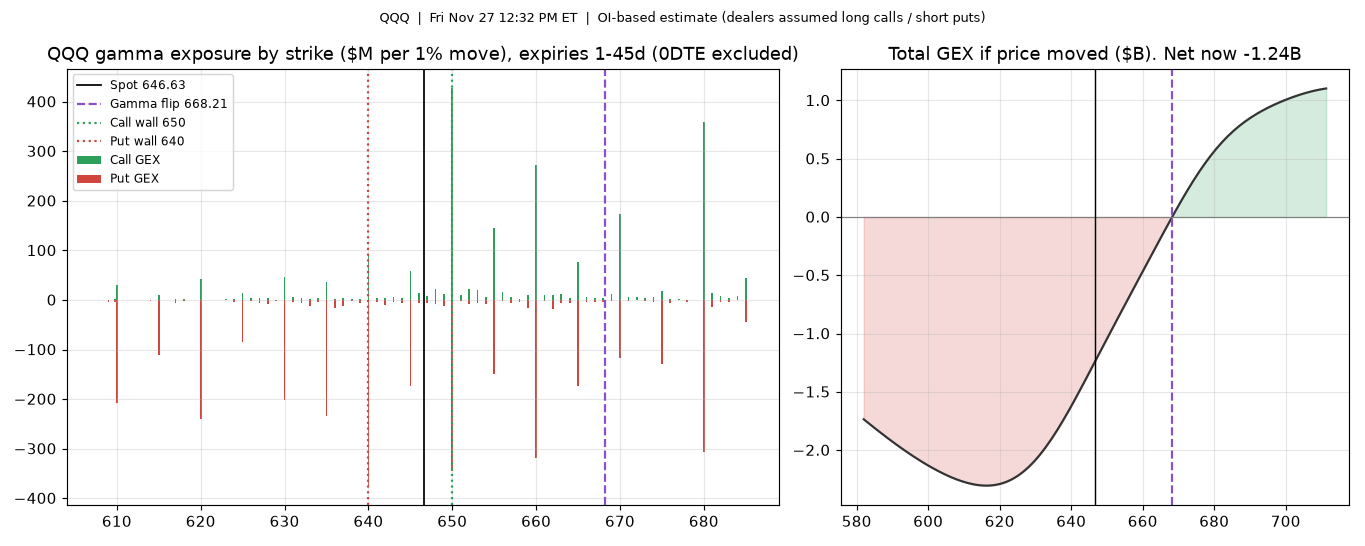 QQQ | Fri Nov 27 12:32 PM ET | OI-based estimate (dealers assumed long calls / short puts)
QQQ gamma exposure by strike ($M per 1% move), expiries 1-45d (0DTE excluded)
Spot 646.63
Gamma flip 668.21
Call wall 650
Put wall 640
Call GEX
Put GEX
400
300
200
100
0
−100
−200
−300
−400
610 620 630 640 650 660 670 680
Total GEX if price moved ($B). Net now -1.24B
1.0
0.5
0.0
−0.5
−1.0
−1.5
−2.0
580 600 620 640 660 680 700